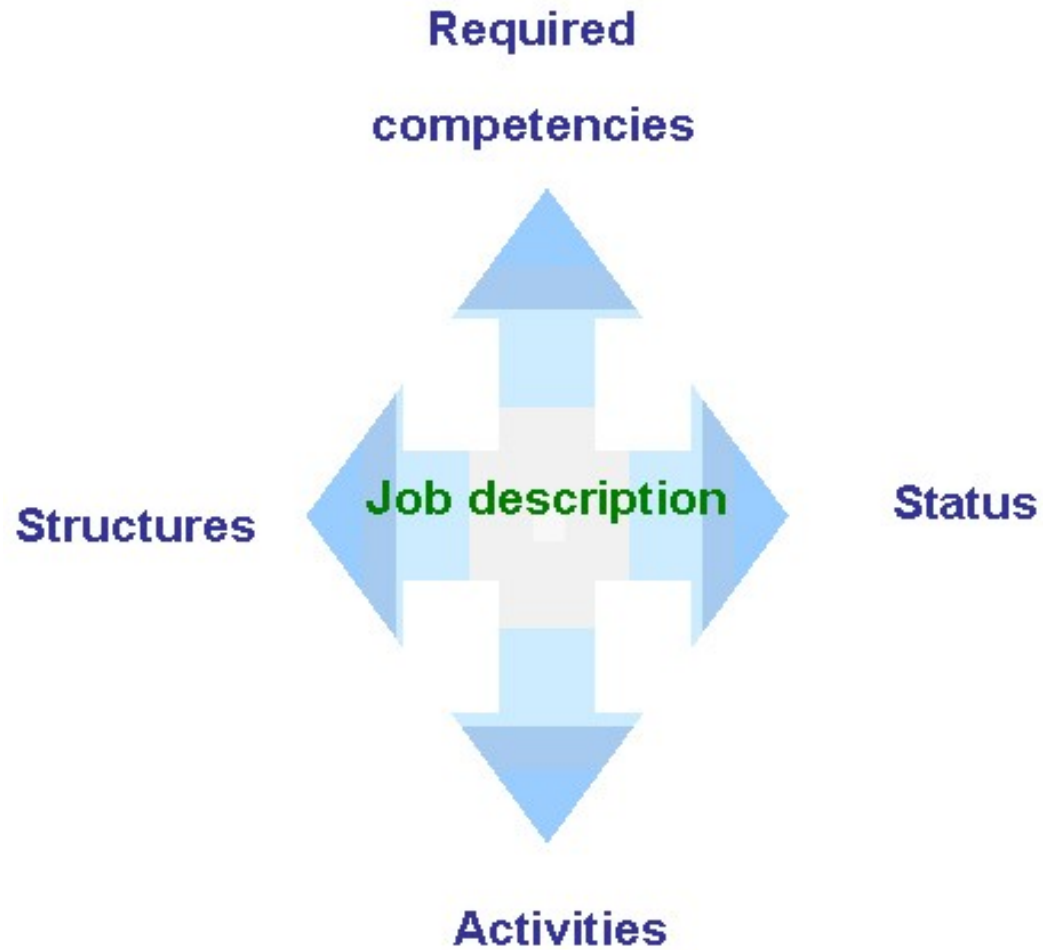 Required
competencies
Structures
Job description
Status
Activities